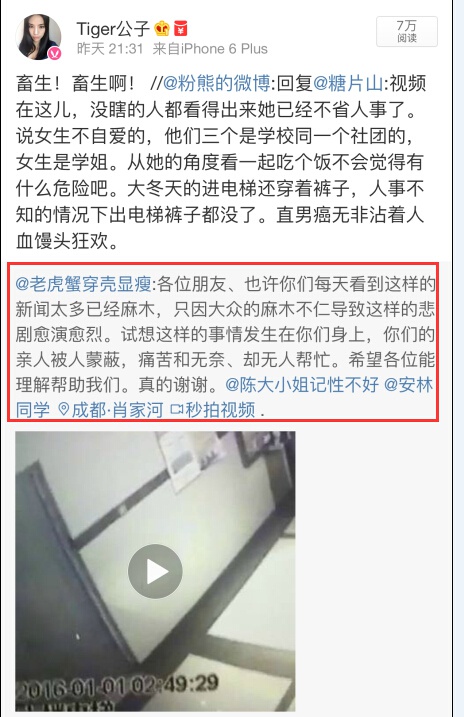 Tiger公子
7万
阅读
昨天 21:31 来自iPhone 6 Plus
畜生！畜生啊！ //@粉熊的微博:回复@糖片山:视频
在这儿，没瞎的人都看得出来她已经不省人事了。
说女生不自爱的，他们三个是学校同一个社团的，
女生是学姐。从她的角度看一起吃个饭不会觉得有
什么危险吧。大冬天的进电梯还穿着裤子，人事不
知的情况下出电梯裤子都没了。直男癌无非沾着人
血馒头狂欢。
@老虎蟹穿壳显瘦:各位朋友、也许你们每天看到这样的
新闻太多已经麻木，只因大众的麻木不仁导致这样的悲
剧愈演愈烈。试想这样的事情发生在你们身上，你们的
亲人被人蒙蔽，痛苦和无奈、却无人帮忙。希望各位能
理解帮助我们。真的谢谢。@陈大小姐记性不好 @安林
同学 成都·肖家河 秒拍视频 .
2016-01-01 02:49:29